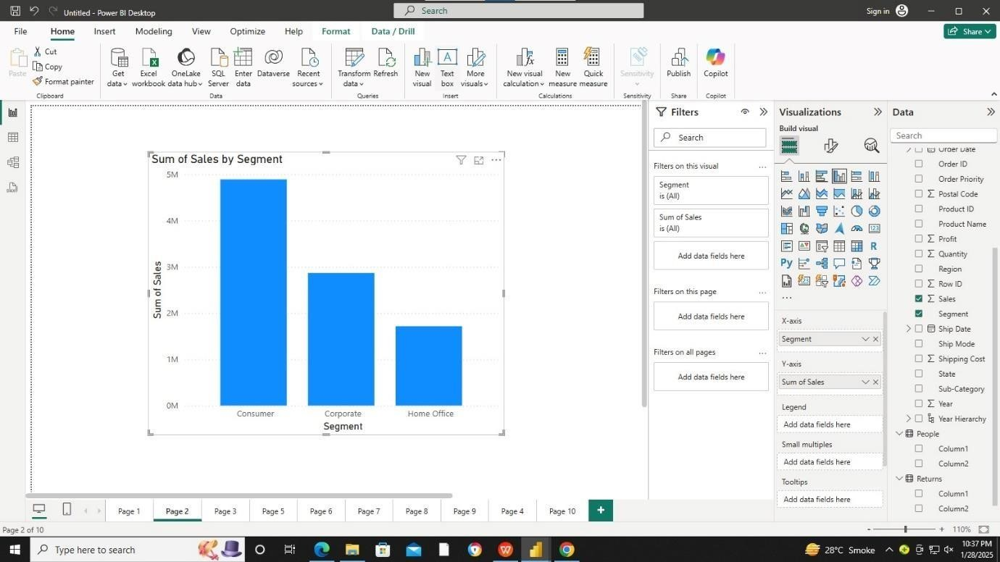 Untitled - Power BI Desktop
Search
Sign in
File Home Insert Modeling View Optimize Help Format Data / Drill
Share
Paste
Cut
Copy
Format painter
Clipboard
Get data
Excel workbook
OneLake data hub
SQL Server
Enter data
Dataverse
Recent sources
Data
Transform data
Refresh
Queries
New visual
Text box
More visuals
Insert
New visual calculation
New measure
Quick measure
Calculations
Sensitivity
Sensitivity
Publish
Share
Copilot
Copilot
Sum of Sales by Segment
5M
4M
3M
2M
1M
0M
Sum of Sales
Consumer Corporate Home Office
Segment
Filters
Search
Filters on this visual
Segment
is (All)
Sum of Sales
is (All)
Add data fields here
Filters on this page
Add data fields here
Filters on all pages
Add data fields here
Visualizations
Build visual
123
R
Py
X-axis
Segment
Y-axis
Sum of Sales
Legend
Add data fields here
Small multiples
Add data fields here
Tooltips
Add data fields here
Data
Search
Order Date
Order ID
Order Priority
Postal Code
Product ID
Product Name
Profit
Quantity
Region
Row ID
Sales
Segment
Ship Date
Ship Mode
Shipping Cost
State
Sub-Category
Year
Year Hierarchy
People
Column1
Column2
Returns
Column1
Column2
Page 1 Page 2 Page 3 Page 5 Page 6 Page 7 Page 8 Page 9 Page 4 Page 10
Page 2 of 10
110%
Type here to search
28°C Smoke
10:37 PM
1/28/2025